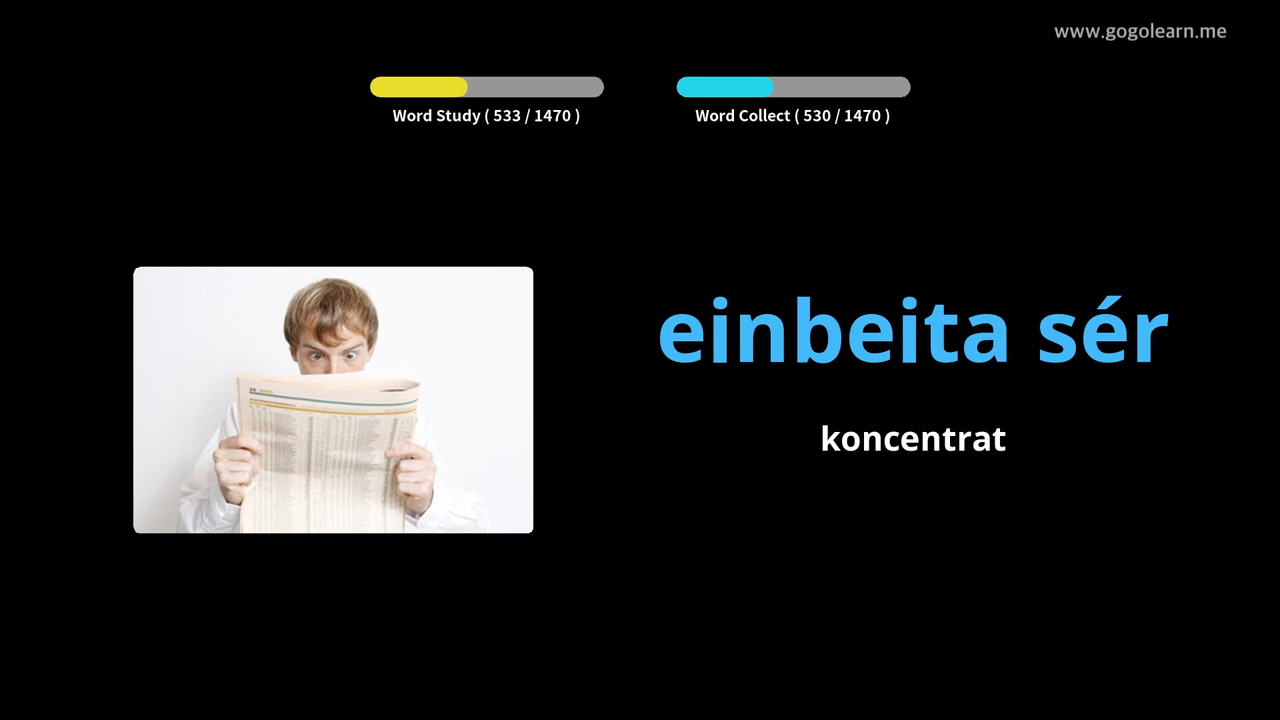 www.gogolearn.me
Word Study ( 533 / 1470 )
Word Collect ( 530 / 1470 )
einbeita sér
koncentrat